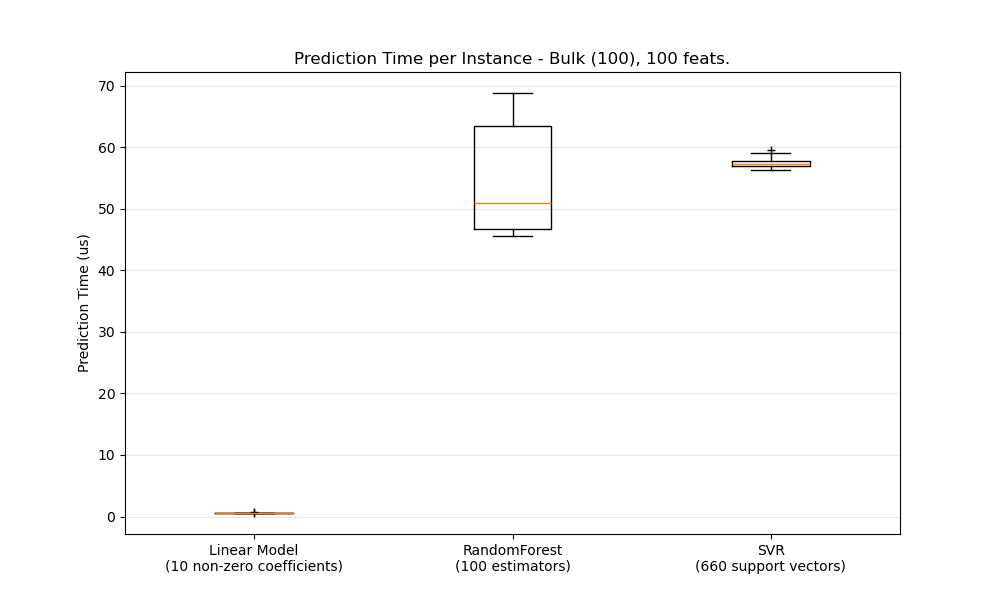 Prediction Time per Instance - Bulk (100), 100 feats.
70
60
50
40
30
20
10
0
Prediction Time (us)
Linear Model
(10 non-zero coefficients)
RandomForest
(100 estimators)
SVR
(660 support vectors)